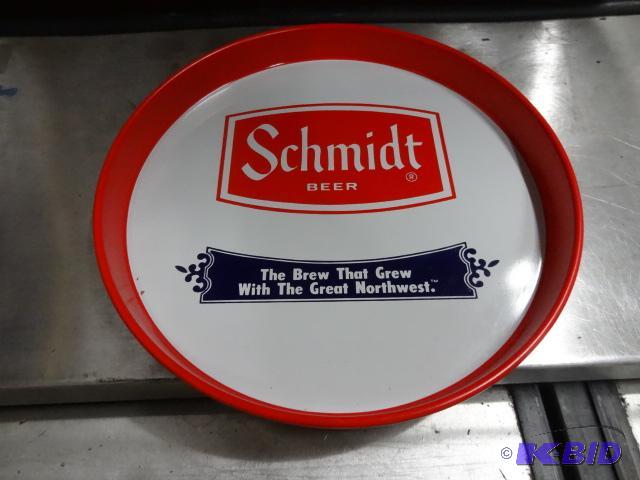 Schmidt
®
BEER
The Brew That Grew
With The Great Northwest.™
© K-BID